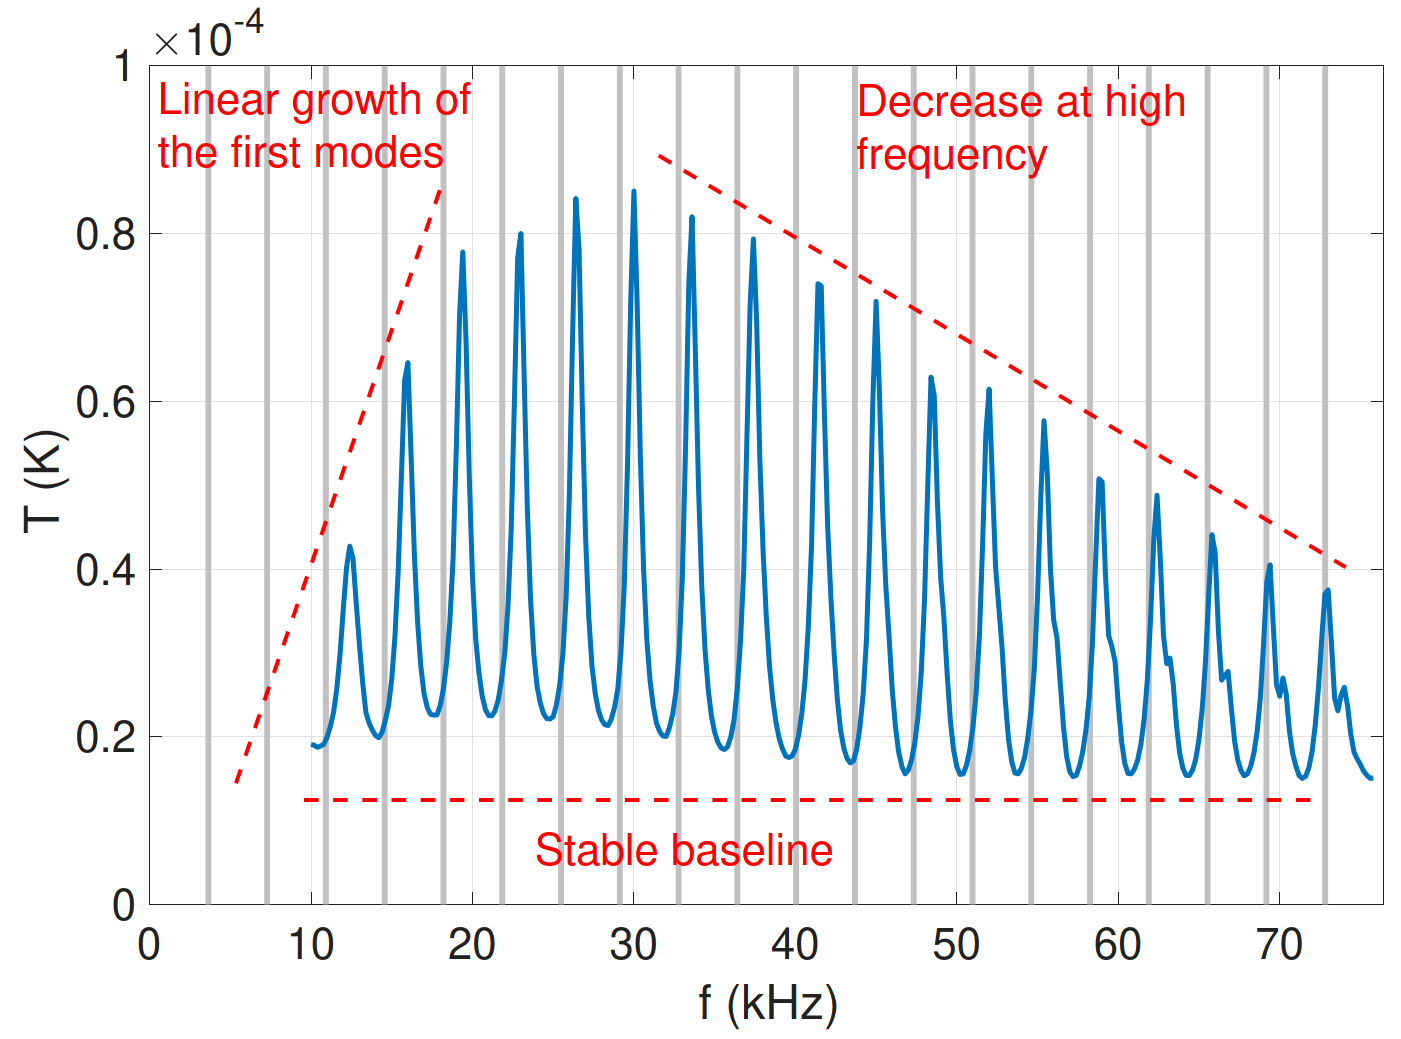 ×10-4
1
0.8
0.6
0.4
0.2
0
Linear growth of
the first modes
Decrease at high
frequency
Stable baseline
0 10 20 30 40 50 60 70
f (kHz)
T (K)